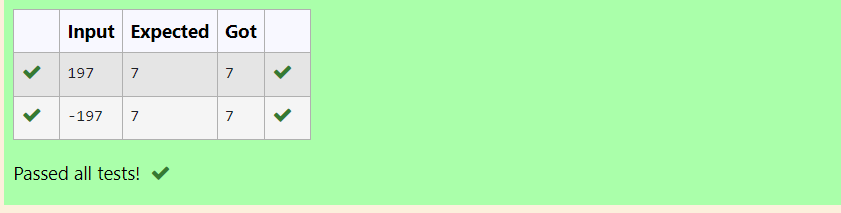 Input Expected Got
197 7 7
-197 7 7
Passed all tests!